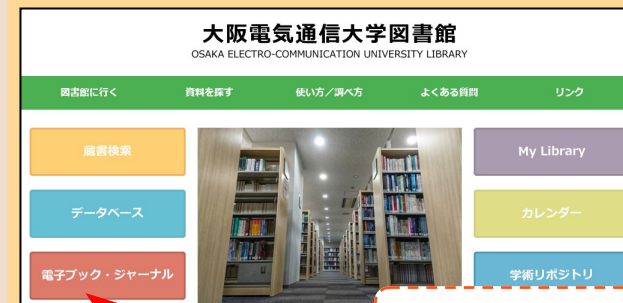 大阪電気通信大学図書館
OSAKA ELECTRO-COMMUNICATION UNIVERSITY LIBRARY
図書館に行く 資料を探す 使い方／調べ方 よくある質問 リンク
蔵書検索
My Library
データベース
カレンダー
電子ブック・ジャーナル
学術リポジトリ